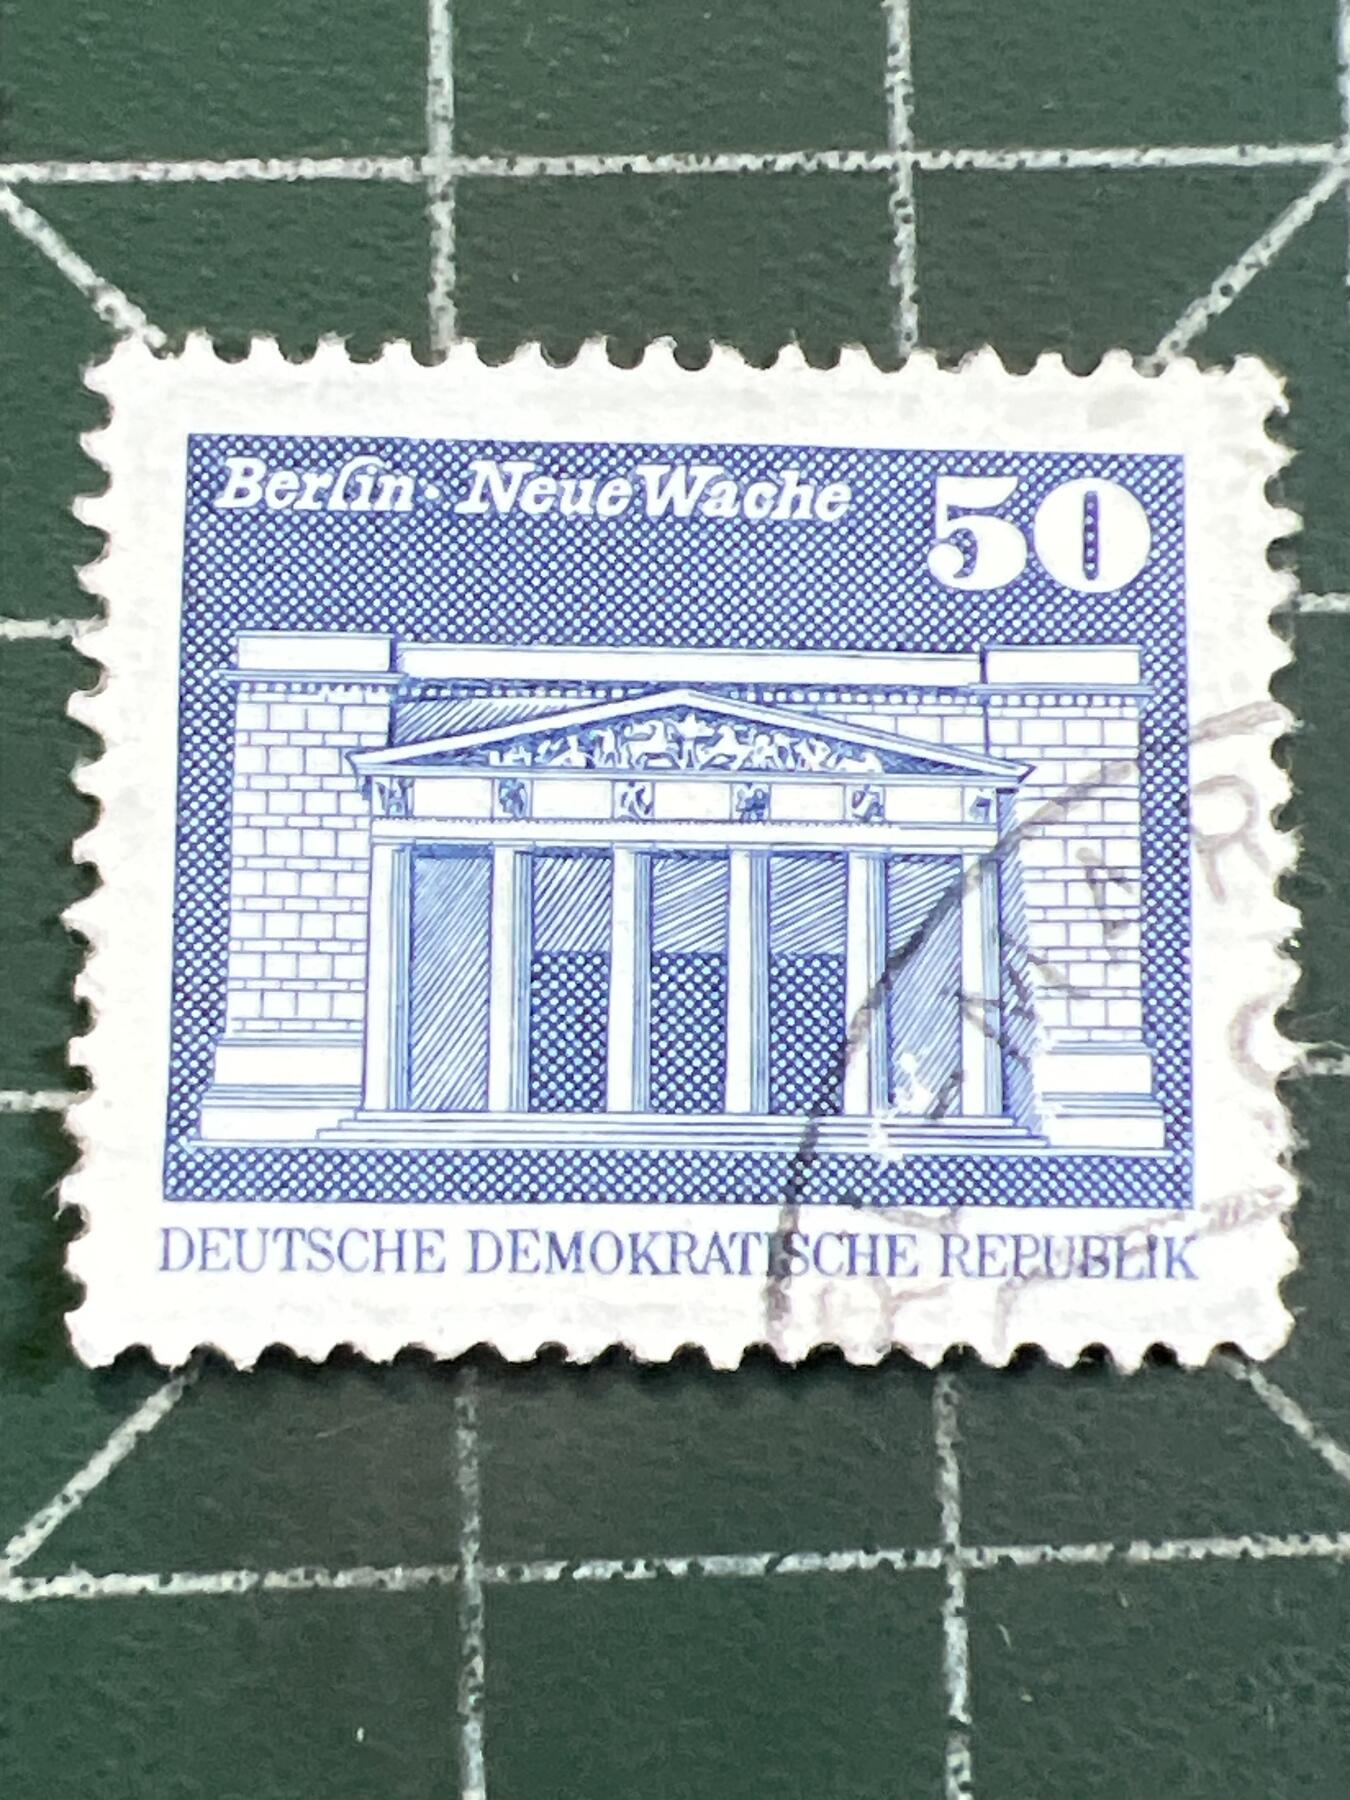 Berlin · Neue Wache 50
DEUTSCHE DEMOKRATISCHE REPUBLIK